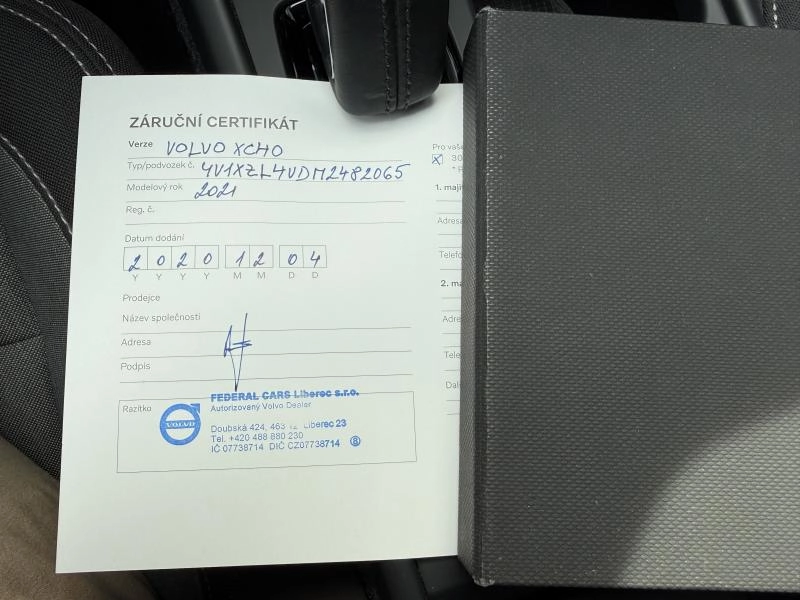 ZÁRUČNÍ CERTIFIKÁT
Verze VOLVO XC40
Typ/podvozek č. YV1XZL4VDM2482065
Modelový rok 2021
Reg. č.
Datum dodání
2 0 2 0 1 2 0 4
Y Y Y Y M M D D
Prodejce
Název společnosti
Adresa
Podpis
Razítko
VOLVO
FEDERAL CARS Liberec s.r.o.
Autorizovaný Volvo Dealer
Doubská 424, 463 12 Liberec 23
Tel. +420 488 880 230
IČ 07738714 DIČ CZ07738714 8
Pro vaše
X 30
* P
1. maji
Adresa
Telefo
2. ma
Adre
Tele
Dal